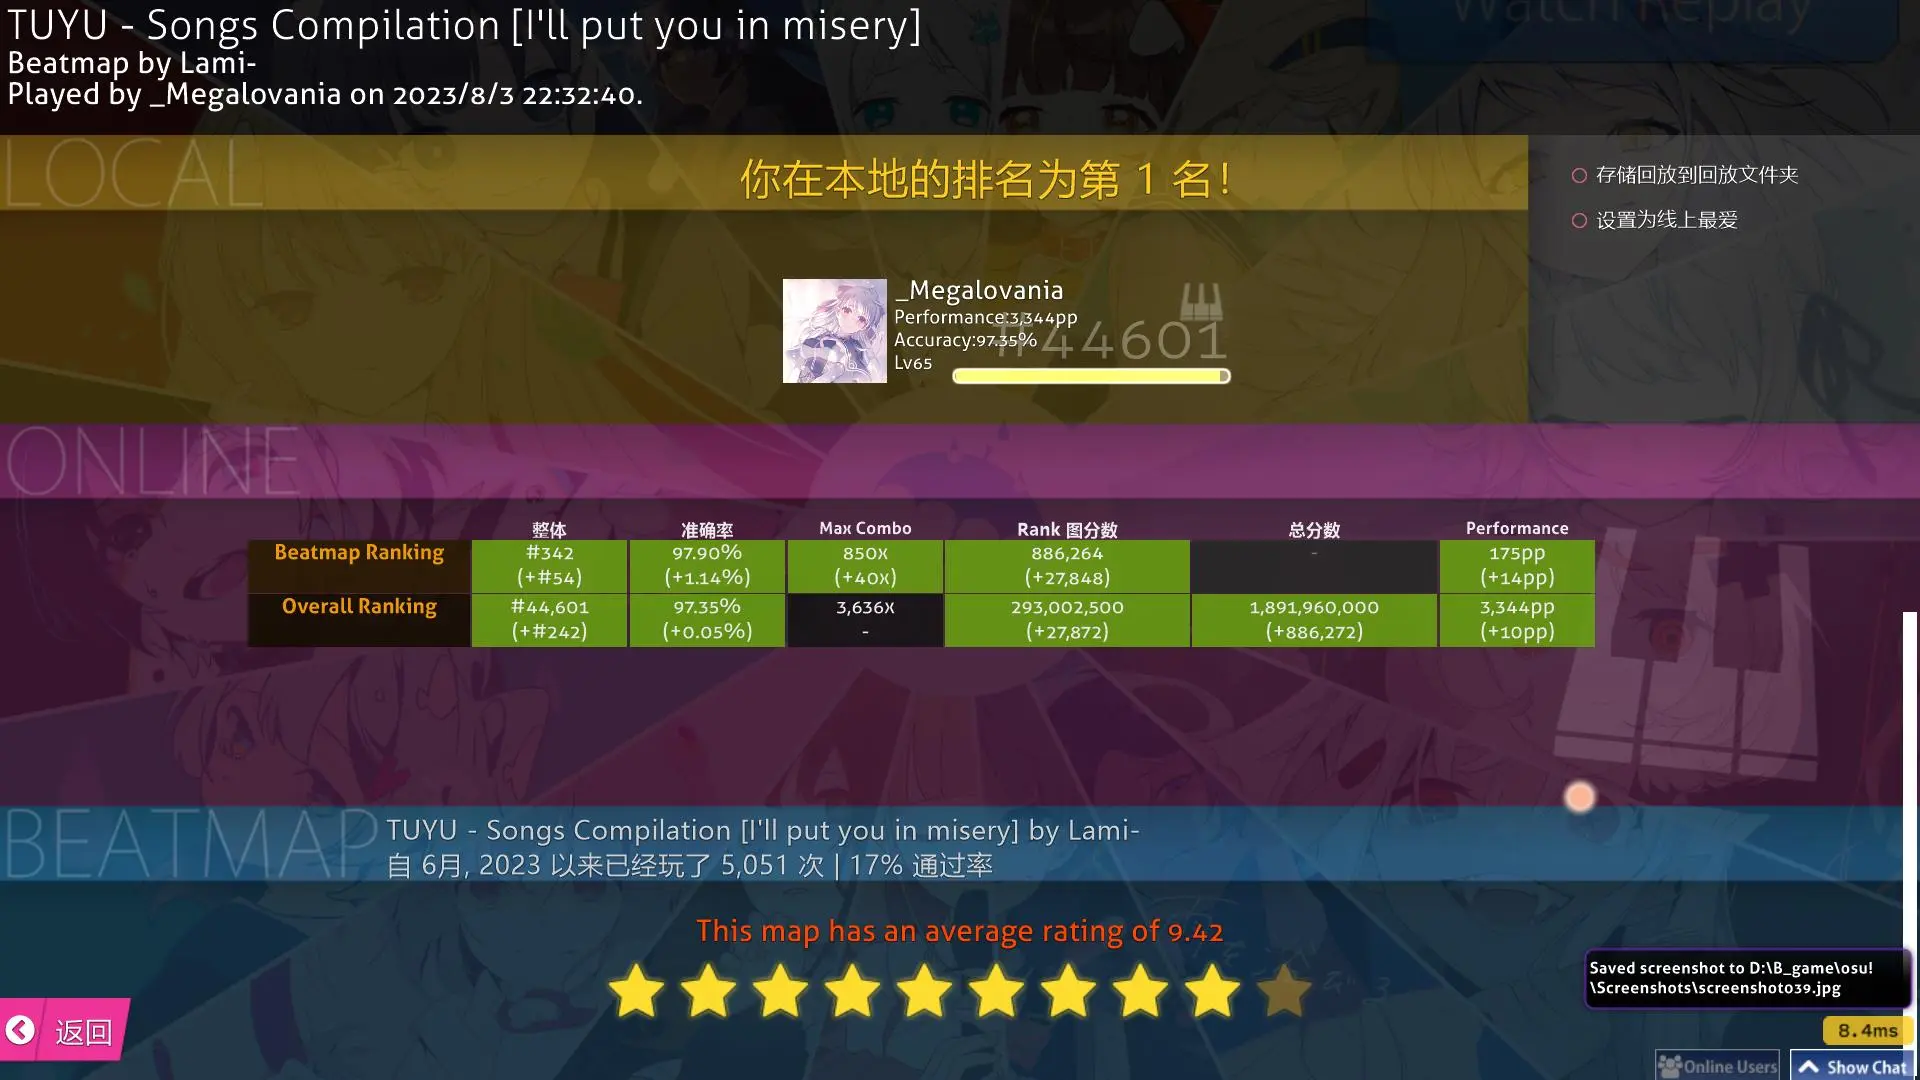 TUYU - Songs Compilation [I'll put you in misery]
Beatmap by Lami-
Played by _Megalovania on 2023/8/3 22:32:40.
Watch Replay
LOCAL
你在本地的排名为第 1 名!
存储回放到回放文件夹
设置为线上最爱
_Megalovania
Performance:3,344pp
Accuracy:97.35%
Lv65
#44601
ONLINE
整体 准确率 Max Combo Rank 图分数 总分数 Performance
Beatmap Ranking #342 97.90% 850x 886,264 - 175pp
(+#54) (+1.14%) (+40x) (+27,848) (+14pp)
Overall Ranking #44,601 97.35% 3,636x 293,002,500 1,891,960,000 3,344pp
(+#242) (+0.05%) - (+27,872) (+886,272) (+10pp)
BEATMAP
TUYU - Songs Compilation [I'll put you in misery] by Lami-
自 6月, 2023 以来已经玩了 5,051 次 | 17% 通过率
This map has an average rating of 9.42
Saved screenshot to D:\B_game\osu!
\Screenshots\screenshot039.jpg
返回
8.4ms
Online Users
Show Chat